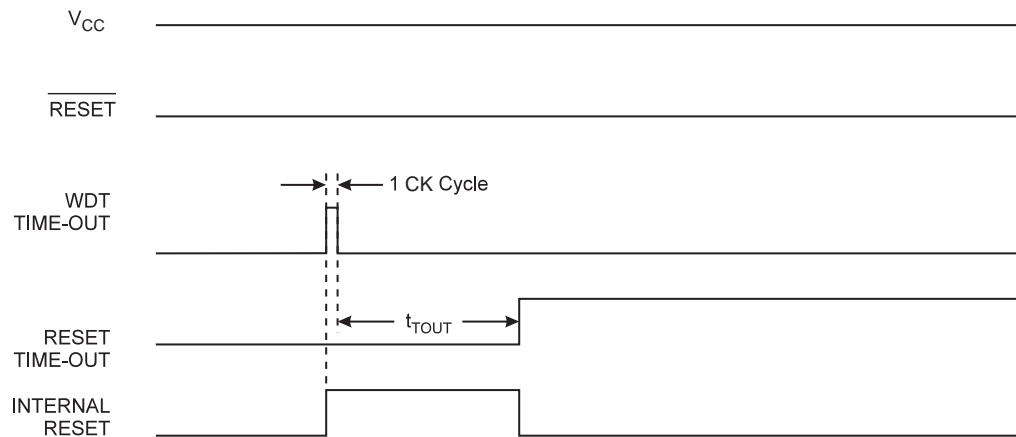 VCC
RESET
1 CK Cycle
WDT
TIME-OUT
tTOUT
RESET
TIME-OUT
INTERNAL
RESET